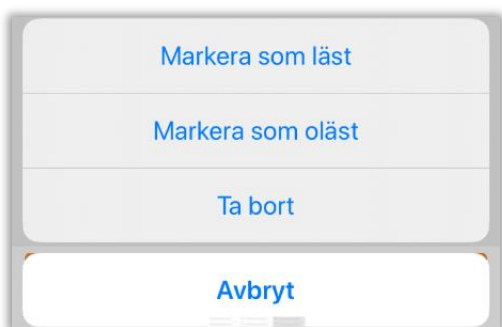 Markera som läst
Markera som oläst
Ta bort
Avbryt